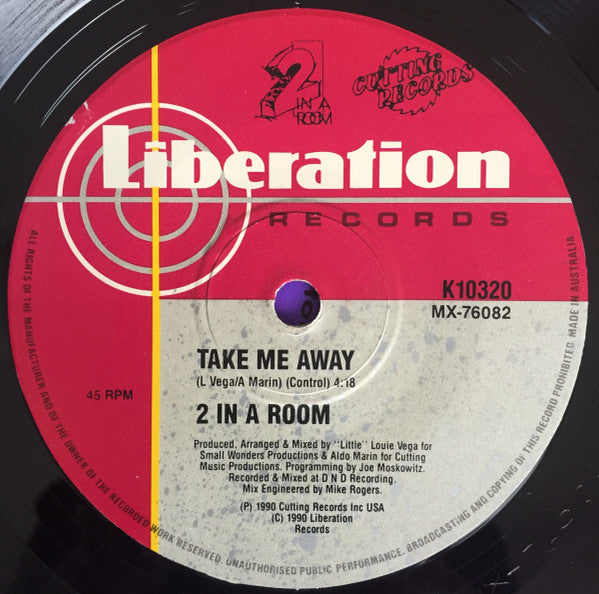 2
IN A
ROOM
CUTTING
RECORDS
Liberation
RECORDS
K10320
MX-76082
TAKE ME AWAY
(L Vega/A Marin) (Control) 4:18
45 RPM
2 IN A ROOM
Produced, Arranged & Mixed by "Little" Louie Vega for
Small Wonders Productions & Aldo Marin for Cutting
Music Productions. Programming by Joe Moskowitz.
Recorded & Mixed at D N D Recording.
Mix Engineered by Mike Rogers.
(P) 1990 Cutting Records Inc USA
(C) 1990 Liberation
Records
ALL RIGHTS OF THE MANUFACTURER AND OF THE OWNER OF THE RECORDED WORK RESERVED. UNAUTHORISED PUBLIC PERFORMANCE, BROADCASTING AND COPYING OF THIS RECORD PROHIBITED. MADE IN AUSTRALIA